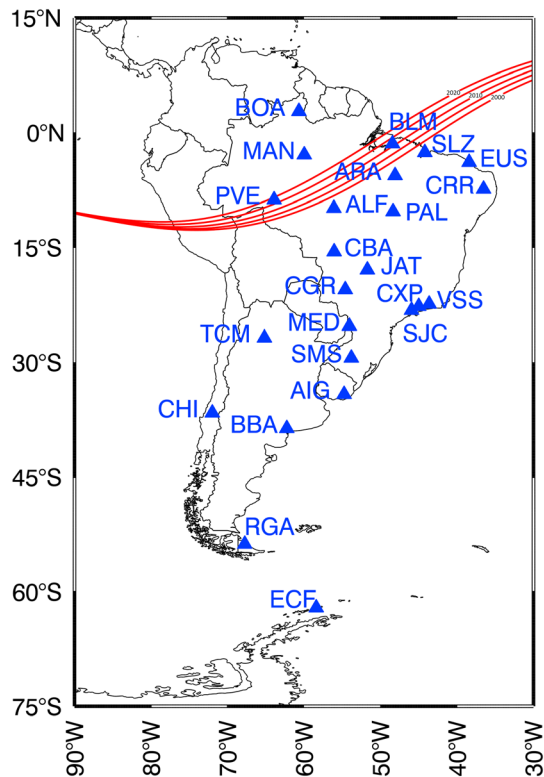 15°N
2020 2010 2000
BOA
BLM
0°N
SLZ
MAN
EUS
ARA
CRR
PVE
ALF
PAL
15°S
CBA
JAT
CGR
CXP
VSS
MED
TCM
SJC
SMS
30°S
AIG
CHI
BBA
45°S
RGA
60°S
ECF
75°S
90°W
80°W
70°W
60°W
50°W
40°W
30°W